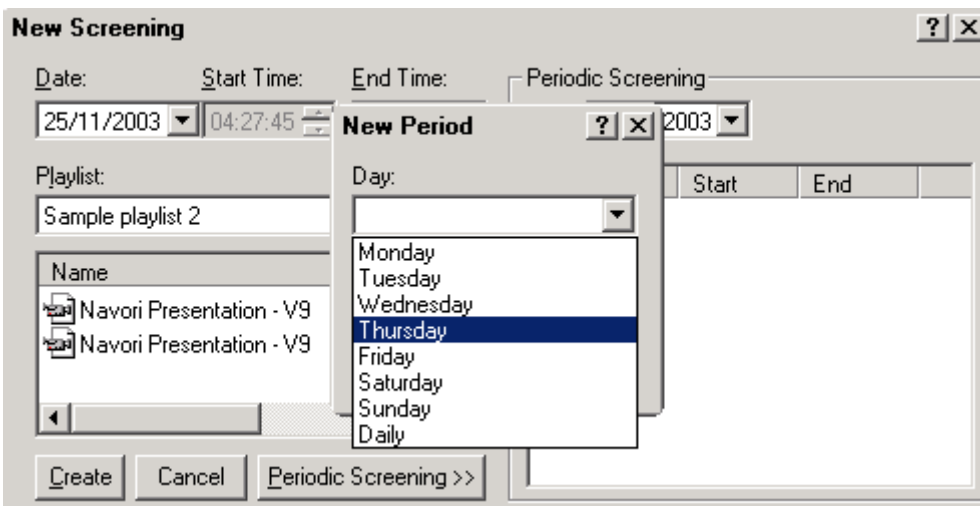 New Screening
Date: Start Time: End Time: Periodic Screening
25/11/2003 04:27:45 New Period 2003
Playlist: Day: Start End
Sample playlist 2
Name Monday
Tuesday
Navori Presentation - V9 Wednesday
Thursday
Navori Presentation - V9 Friday
Saturday
Sunday
Daily
Create Cancel Periodic Screening >>